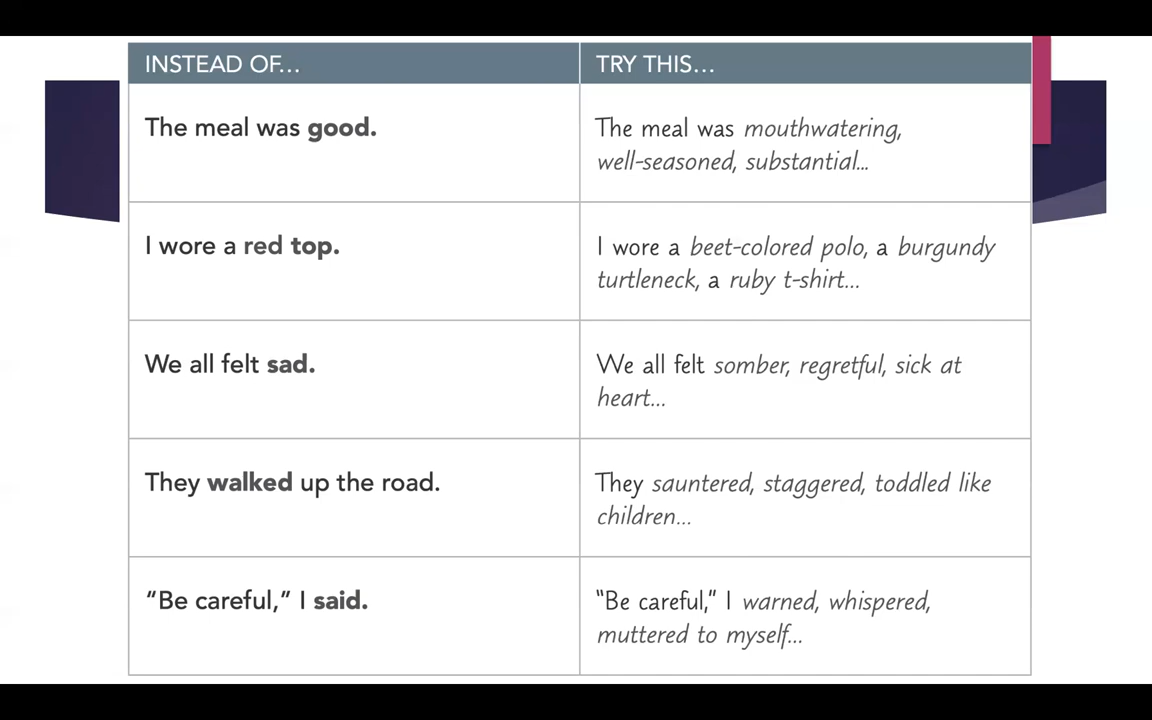 INSTEAD OF...
TRY THIS...
The meal was good.
The meal was mouthwatering,
well-seasoned, substantial...
I wore a red top.
I wore a beet-colored polo, a burgundy
turtleneck, a ruby t-shirt...
We all felt sad.
We all felt somber, regretful, sick at
heart...
They walked up the road.
They sauntered, staggered, toddled like
children...
“Be careful,” I said.
“Be careful,” I warned, whispered,
muttered to myself...